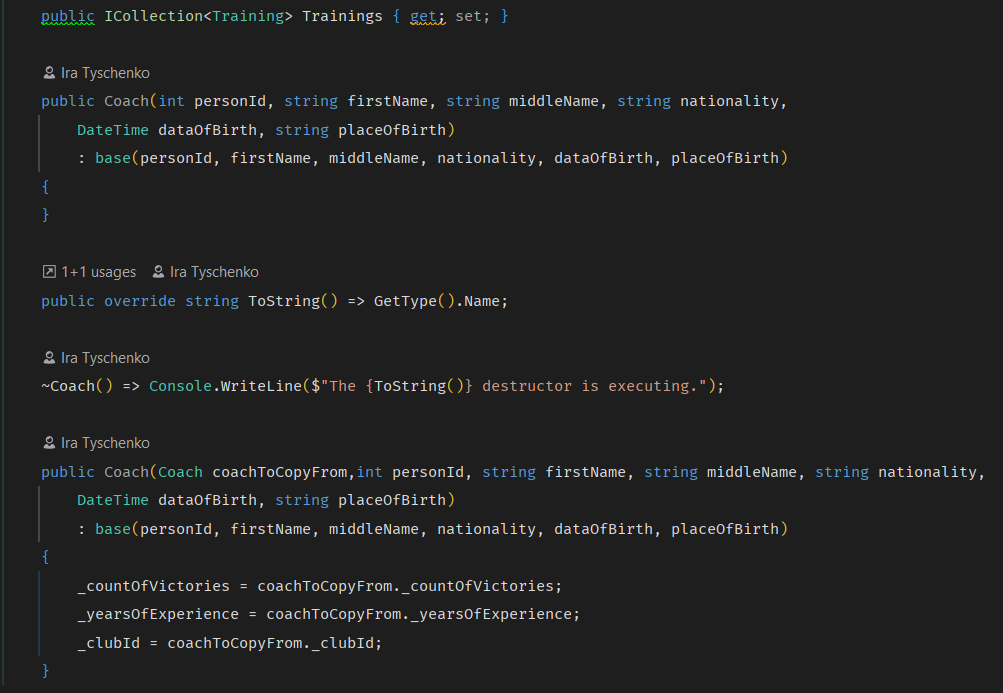 public ICollection<Training> Trainings { get; set; }
Ira Tyschenko
public Coach(int personId, string firstName, string middleName, string nationality,
DateTime dataOfBirth, string placeOfBirth)
: base(personId, firstName, middleName, nationality, dataOfBirth, placeOfBirth)
{
}
1+1 usages Ira Tyschenko
public override string ToString() => GetType().Name;
Ira Tyschenko
~Coach() => Console.WriteLine($"The {ToString()} destructor is executing.");
Ira Tyschenko
public Coach(Coach coachToCopyFrom,int personId, string firstName, string middleName, string nationality,
DateTime dataOfBirth, string placeOfBirth)
: base(personId, firstName, middleName, nationality, dataOfBirth, placeOfBirth)
{
_countOfVictories = coachToCopyFrom._countOfVictories;
_yearsOfExperience = coachToCopyFrom._yearsOfExperience;
_clubId = coachToCopyFrom._clubId;
}